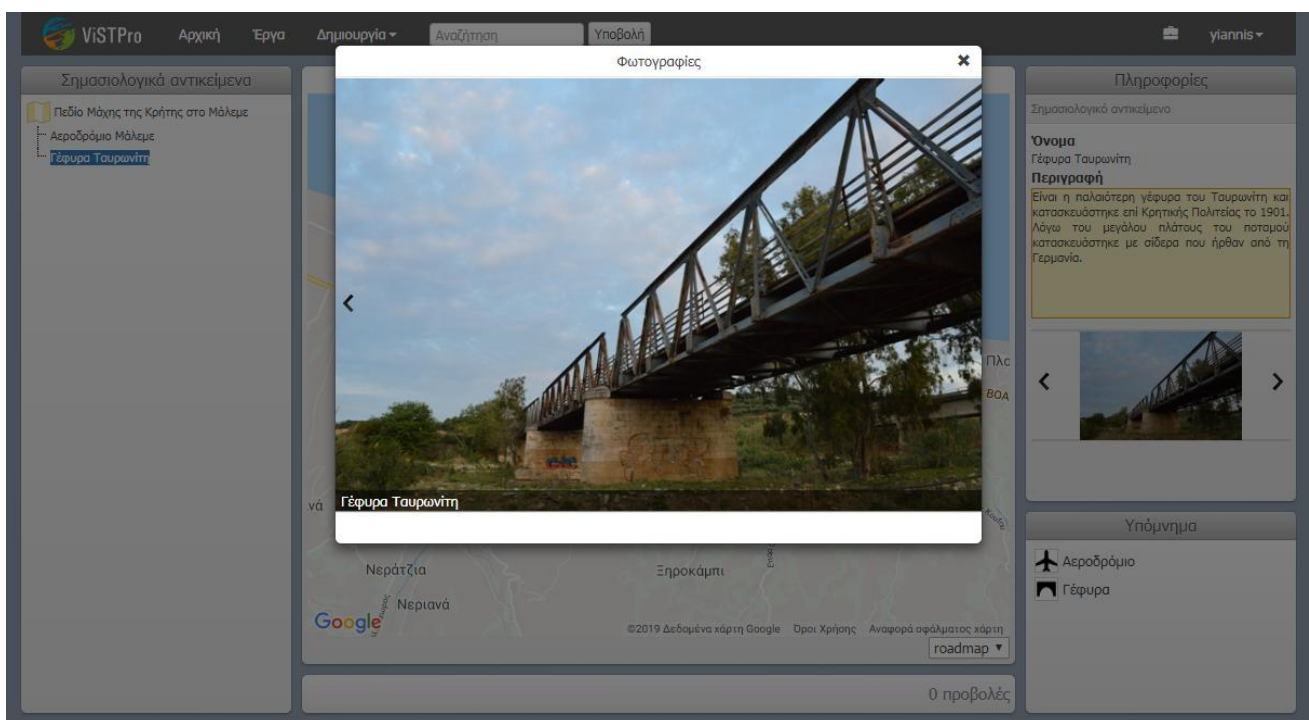 ViSTPro Αρχική Έργα Δημιουργία Αναζήτηση Υποβολή yiannis
Φωτογραφίες
Γέφυρα Ταυρωνίτη
Σημασιολογικά αντικείμενα
Πεδίο Μάχης της Κρήτης στο Μάλεμε
Αεροδρόμιο Μάλεμε
Γέφυρα Ταυρωνίτη
νά
Πλα
ΒΟΑ
Νεράτζια
Ξηροκάμπι
Νεριανά
Google
©2019 Δεδομένα χάρτη Google Όροι Χρήσης Αναφορά σφάλματος χάρτη
roadmap
0 προβολές
Πληροφορίες
Σημασιολογικό αντικείμενο
Όνομα
Γέφυρα Ταυρωνίτη
Περιγραφή
Είναι η παλαιότερη γέφυρα του Ταυρωνίτη και
κατασκευάστηκε επί Κρητικής Πολιτείας το 1901.
Λόγω του μεγάλου πλάτους του ποταμού
κατασκευάστηκε με σίδερα που ήρθαν από τη
Γερμανία.
Υπόμνημα
Αεροδρόμιο
Γέφυρα